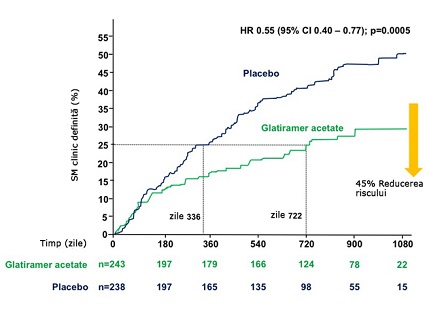 HR 0.55 (95% CI 0.40 – 0.77); p=0.0005
SM clinic definită (%)
55
50
45
40
35
30
25
20
15
10
5
0
Placebo
Glatiramer acetate
45% Reducerea
riscului
zile 336
zile 722
Timp (zile)
0 180 360 540 720 900 1080
Glatiramer acetate n=243 197 179 166 124 78 22
Placebo n=238 197 165 135 98 55 15